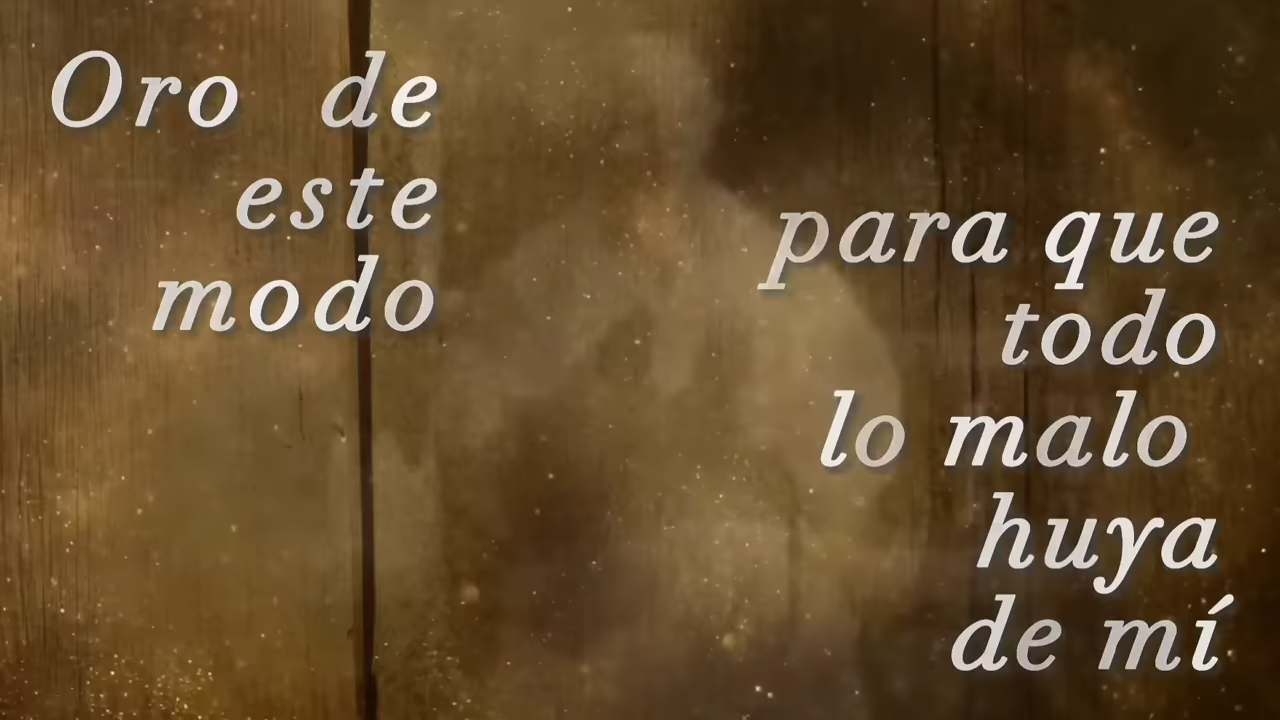 Oro de
este
modo
para que
todo
lo malo
huya
de mí